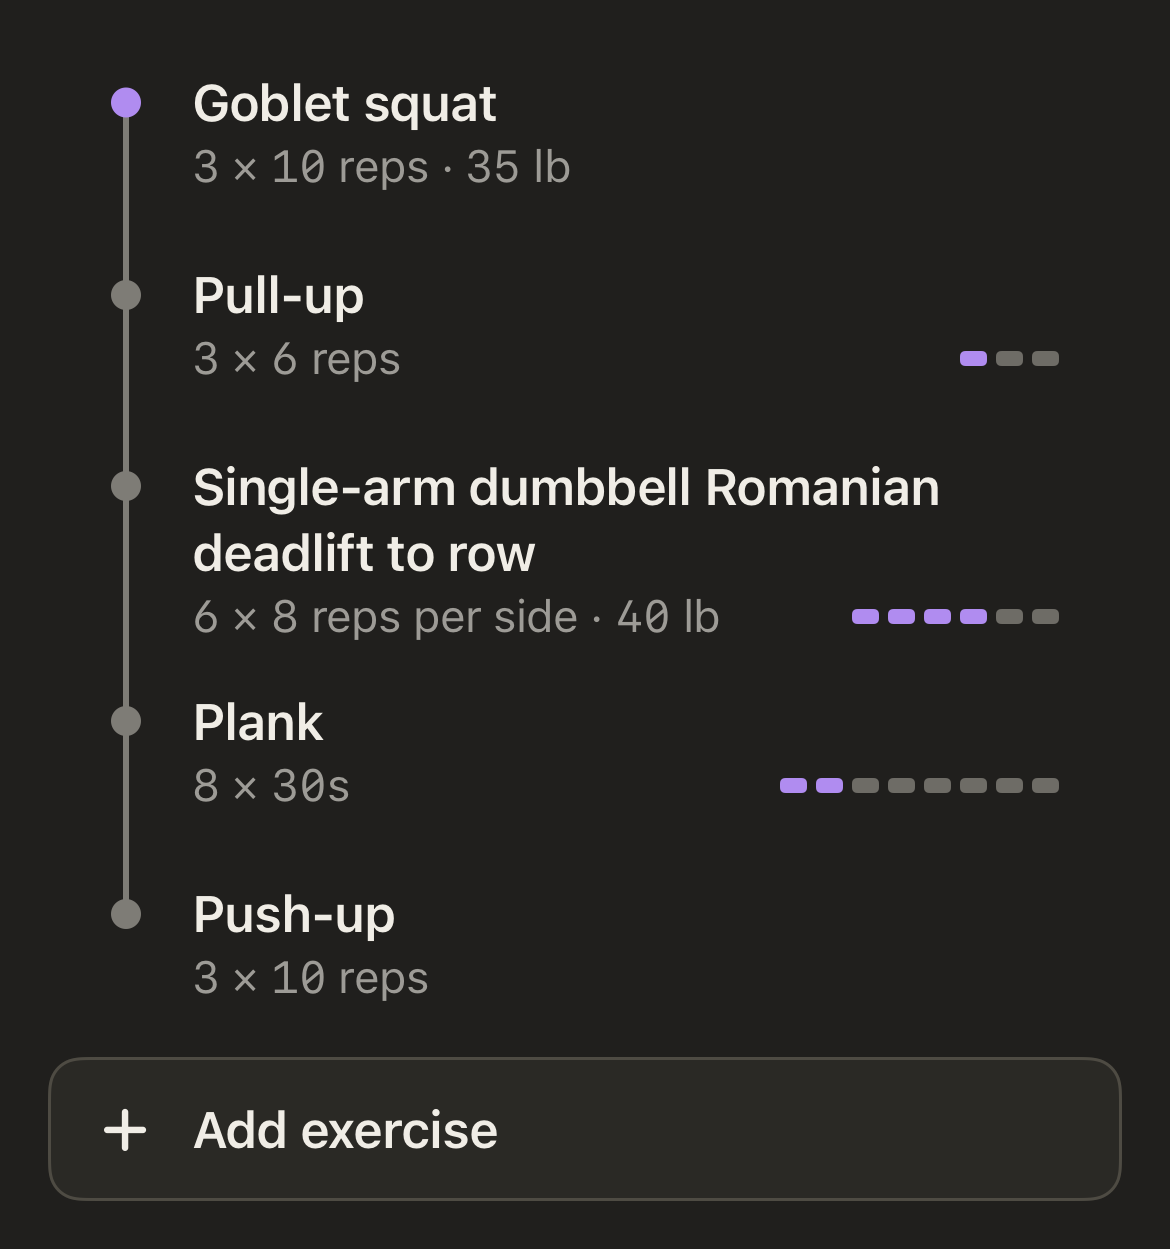 Goblet squat
3 × 10 reps · 35 lb
Pull-up
3 × 6 reps
Single-arm dumbbell Romanian
deadlift to row
6 × 8 reps per side · 40 lb
Plank
8 × 30s
Push-up
3 × 10 reps
Add exercise